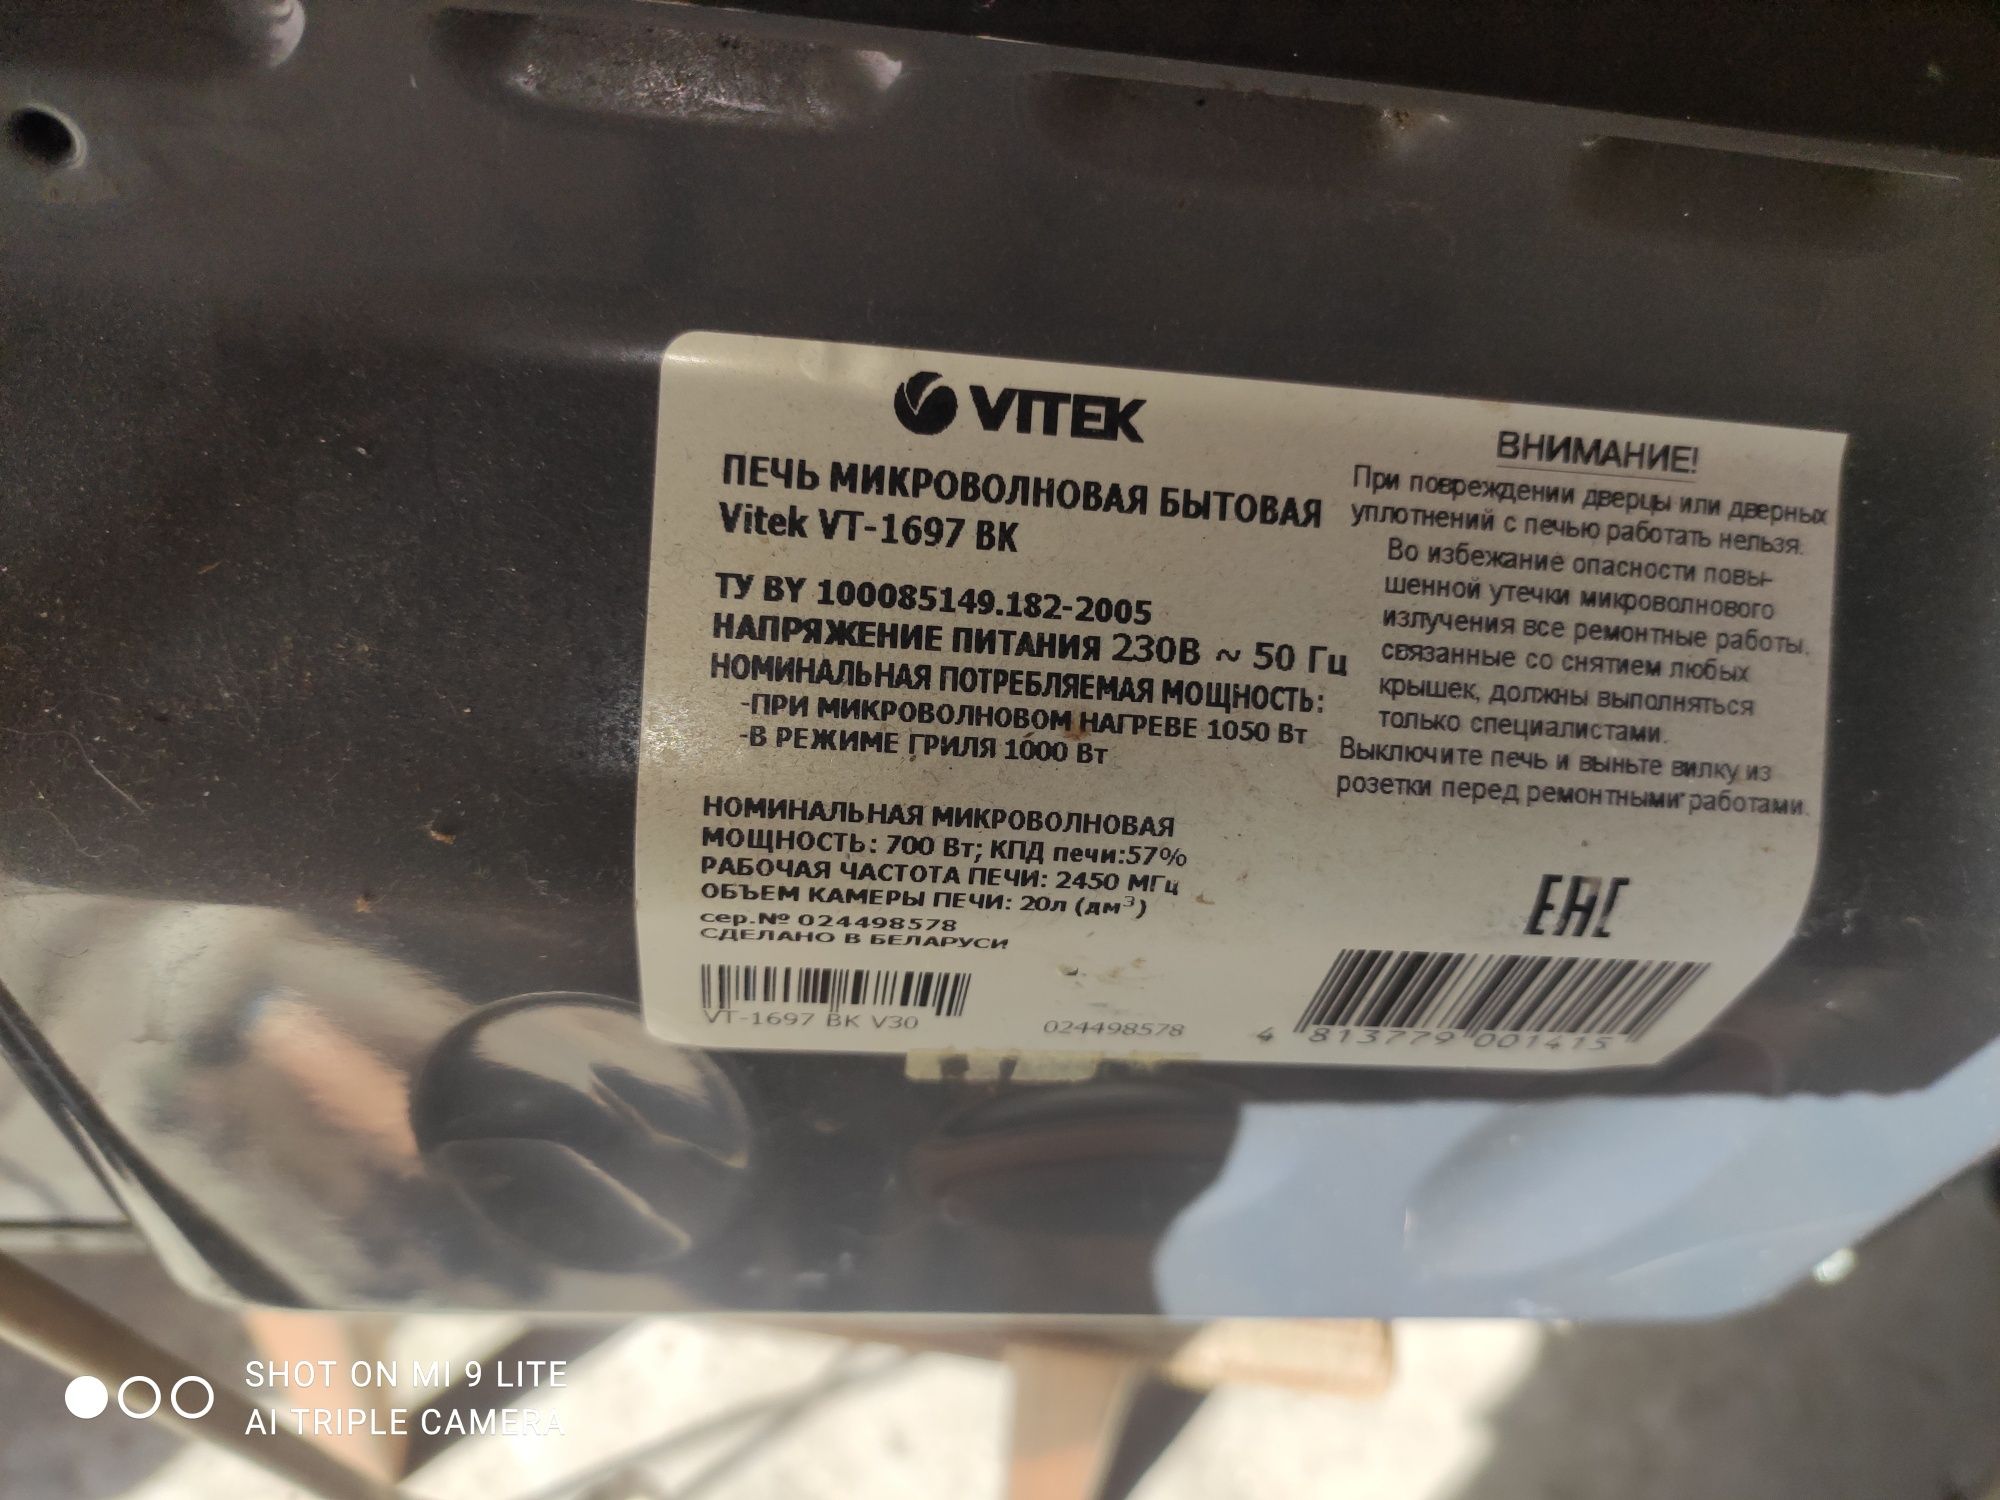 VITEK
ПЕЧЬ МИКРОВОЛНОВАЯ БЫТОВАЯ
Vitek VT-1697 BK
ТУ BY 100085149.182-2005
НАПРЯЖЕНИЕ ПИТАНИЯ 230В ~ 50 Гц
НОМИНАЛЬНАЯ ПОТРЕБЛЯЕМАЯ МОЩНОСТЬ:
-ПРИ МИКРОВОЛНОВОМ НАГРЕВЕ 1050 Вт
-В РЕЖИМЕ ГРИЛЯ 1000 Вт
НОМИНАЛЬНАЯ МИКРОВОЛНОВАЯ
МОЩНОСТЬ: 700 Вт; КПД печи:57%
РАБОЧАЯ ЧАСТОТА ПЕЧИ: 2450 МГц
ОБЪЕМ КАМЕРЫ ПЕЧИ: 20л (дм³)
сер.№ 024498578
СДЕЛАНО В БЕЛАРУСИ
VT-1697 BK V30
024498578
ВНИМАНИЕ!
При повреждении дверцы или дверных
уплотнений с печью работать нельзя.
Во избежание опасности повы-
шенной утечки микроволнового
излучения все ремонтные работы,
связанные со снятием любых
крышек, должны выполняться
только специалистами.
Выключите печь и выньте вилку из
розетки перед ремонтными работами.
EAC
4 813779 001415
SHOT ON MI 9 LITE
AI TRIPLE CAMERA